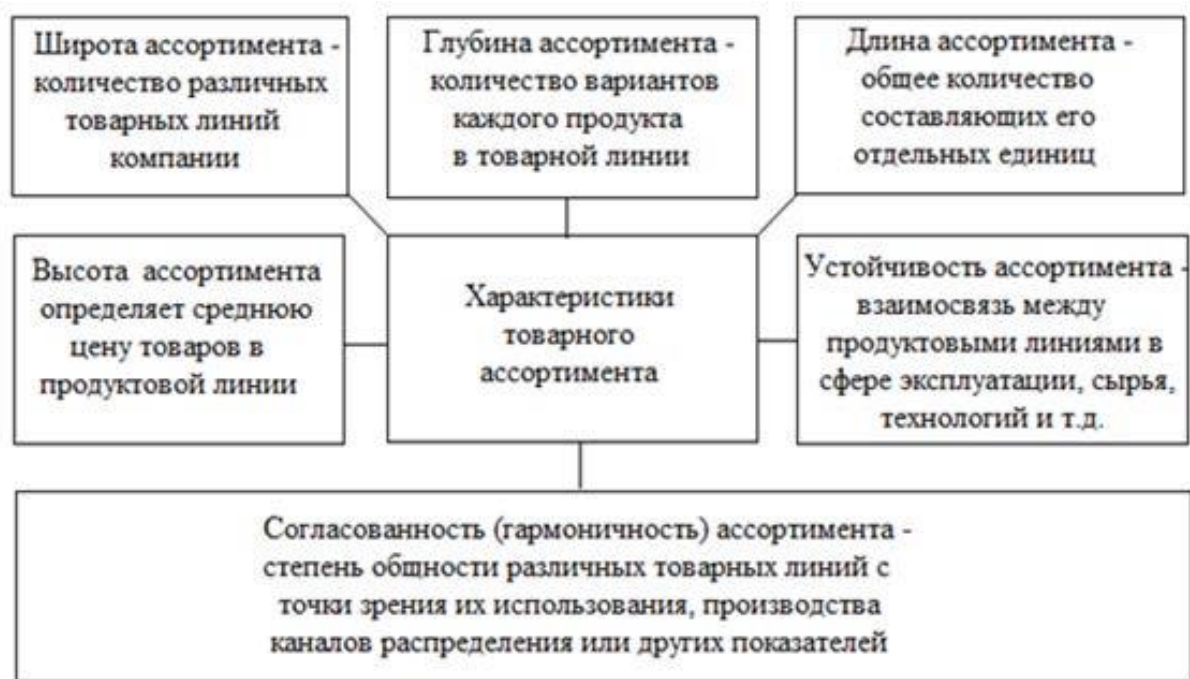 Широта ассортимента -
количество различных
товарных линий
компании
Глубина ассортимента -
количество вариантов
каждого продукта
в товарной линии
Длина ассортимента -
общее количество
составляющих его
отдельных единиц
Высота ассортимента
определяет среднюю
цену товаров в
продуктовой линии
Характеристики
товарного
ассортимента
Устойчивость ассортимента -
взаимосвязь между
продуктовыми линиями в
сфере эксплуатации, сырья,
технологий и т.д.
Согласованность (гармоничность) ассортимента -
степень общности различных товарных линий с
точки зрения их использования, производства
каналов распределения или других показателей